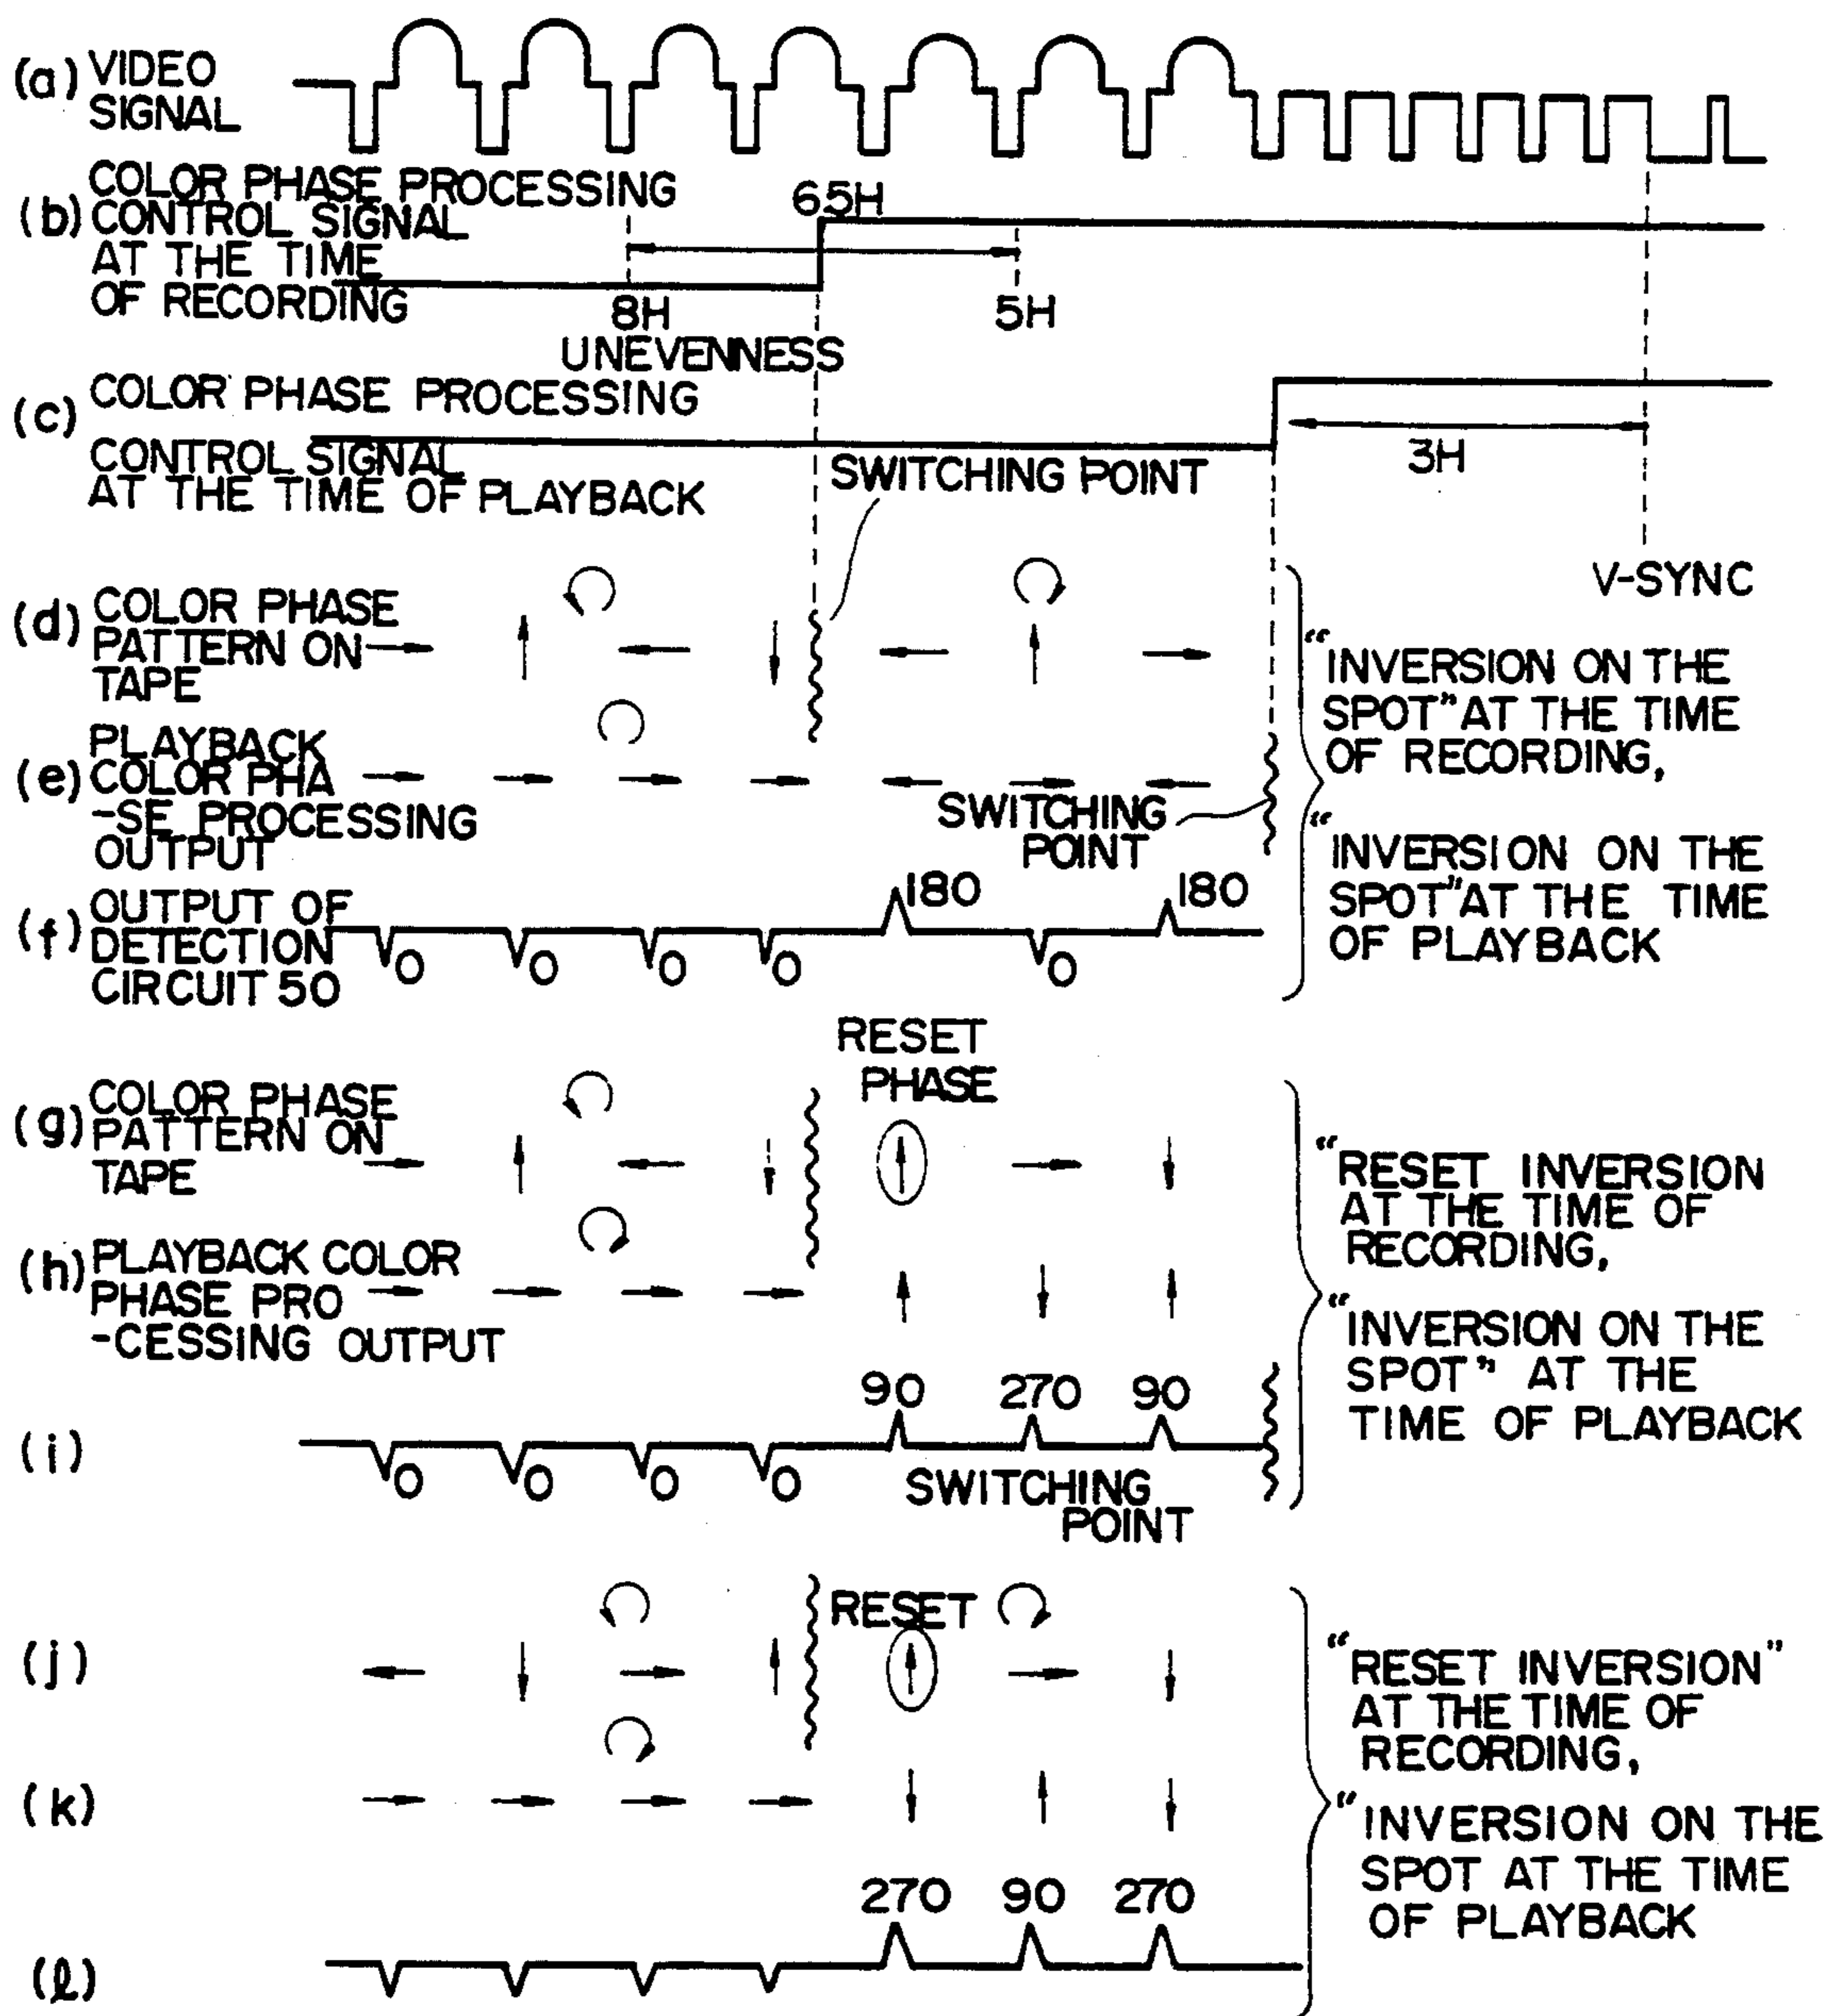 (a) VIDEO
SIGNAL
COLOR PHASE PROCESSING
(b) CONTROL SIGNAL
AT THE TIME
OF RECORDING
65H
8H
5H
UNEVENNESS
COLOR PHASE PROCESSING
(c)
CONTROL SIGNAL
AT THE TIME OF PLAYBACK
3H
SWITCHING POINT
V-SYNC
(d) COLOR PHASE
PATTERN ON
TAPE
PLAYBACK
(e) COLOR PHA
-SE PROCESSING
OUTPUT
SWITCHING
POINT
(f) OUTPUT OF
DETECTION
CIRCUIT 50
0 0 0 0 180 0 180
"INVERSION ON THE
SPOT" AT THE TIME
OF RECORDING,
"INVERSION ON THE
SPOT" AT THE TIME
OF PLAYBACK
RESET
PHASE
(g) COLOR PHASE
PATTERN ON
TAPE
(h) PLAYBACK COLOR
PHASE PRO
-CESSING OUTPUT
(i)
0 0 0 0 90 270 90
SWITCHING
POINT
"RESET INVERSION
AT THE TIME OF
RECORDING,
"INVERSION ON THE
SPOT" AT THE
TIME OF PLAYBACK
RESET
(j)
(k)
270 90 270
(l)
"RESET INVERSION"
AT THE TIME OF
RECORDING,
"INVERSION ON THE
SPOT AT THE TIME
OF PLAYBACK